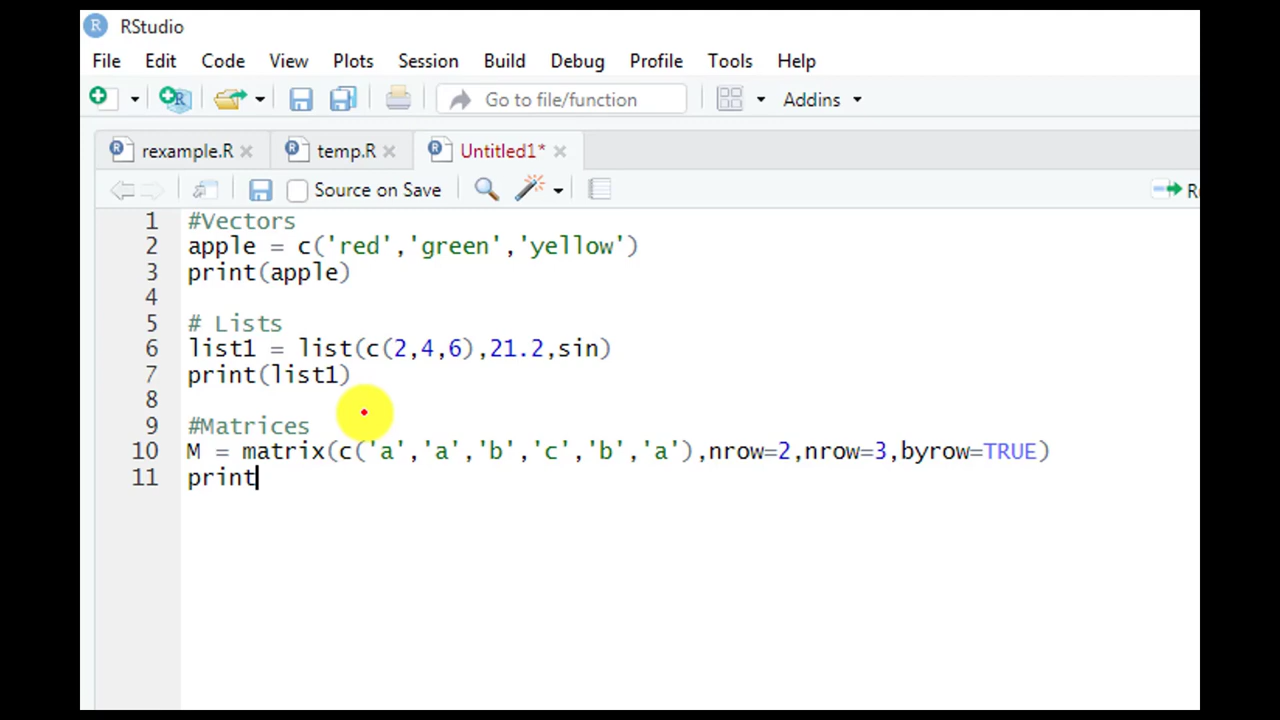 RStudio
File Edit Code View Plots Session Build Debug Profile Tools Help
Go to file/function Addins
rexample.R temp.R Untitled1*
Source on Save R
1 #Vectors
2 apple = c('red','green','yellow')
3 print(apple)
4
5 # Lists
6 list1 = list(c(2,4,6),21.2,sin)
7 print(list1)
8
9 #Matrices
10 M = matrix(c('a','a','b','c','b','a'),nrow=2,nrow=3,byrow=TRUE)
11 print